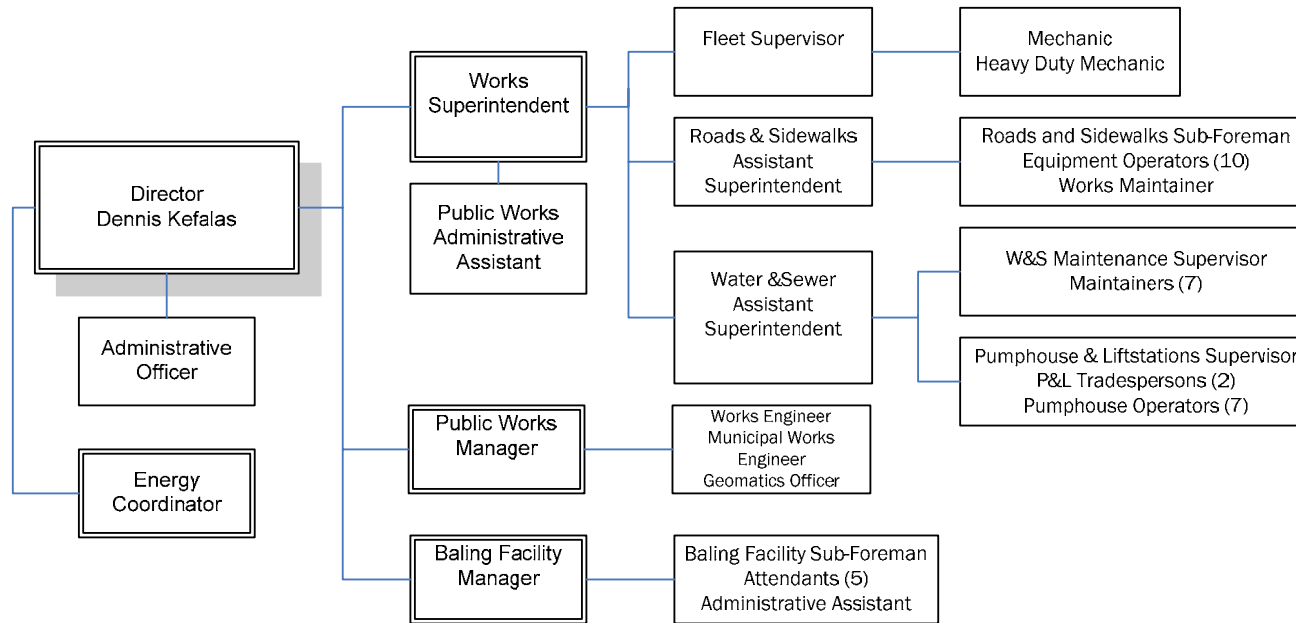 Director
Dennis Kefalas
Administrative
Officer
Energy
Coordinator
Works
Superintendent
Public Works
Administrative
Assistant
Fleet Supervisor
Mechanic
Heavy Duty Mechanic
Roads & Sidewalks
Assistant
Superintendent
Roads and Sidewalks Sub-Foreman
Equipment Operators (10)
Works Maintainer
Water &Sewer
Assistant
Superintendent
W&S Maintenance Supervisor
Maintainers (7)
Pumphouse & Liftstations Supervisor
P&L Tradespersons (2)
Pumphouse Operators (7)
Public Works
Manager
Works Engineer
Municipal Works
Engineer
Geomatics Officer
Baling Facility
Manager
Baling Facility Sub-Foreman
Attendants (5)
Administrative Assistant